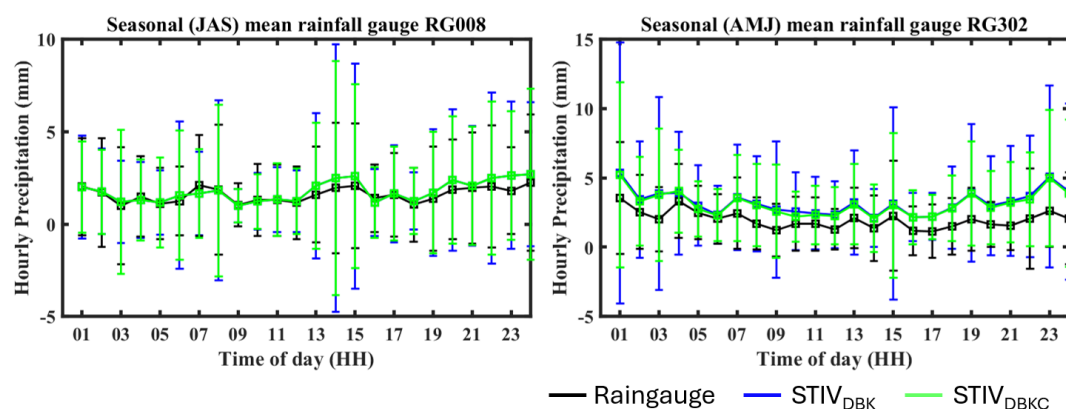 Seasonal (JAS) mean rainfall gauge RG008
Hourly Precipitation (mm)
10
5
0
-5
01 03 05 07 09 11 13 15 17 19 21 23
Time of day (HH)
Seasonal (AMJ) mean rainfall gauge RG302
Hourly Precipitation (mm)
15
10
5
0
-5
01 03 05 07 09 11 13 15 17 19 21 23
Time of day (HH)
Raingauge STIV_DBK STIV_DBKC